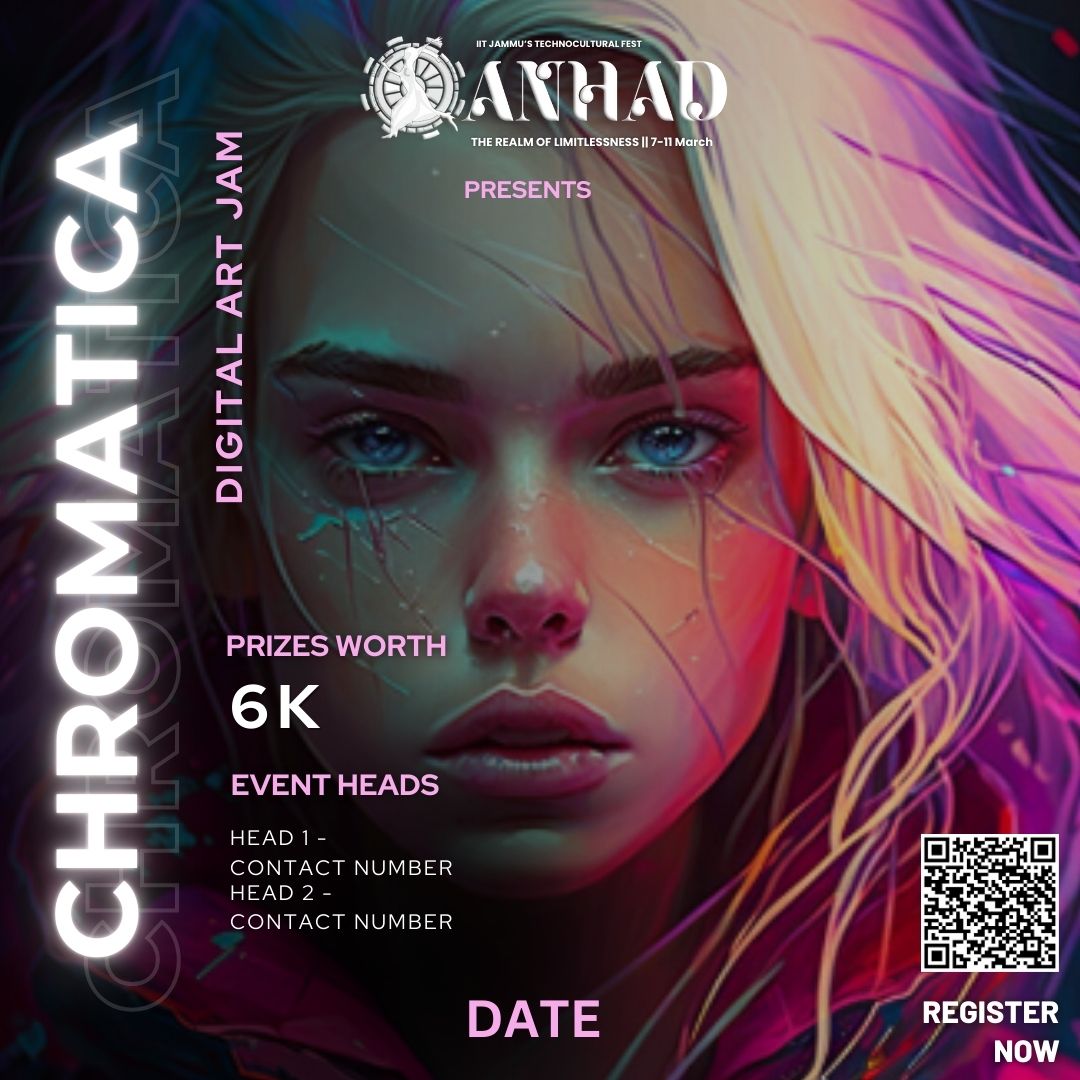 IIT JAMMU'S TECHNOCULTURAL FEST
ANHAD
THE REALM OF LIMITLESSNESS || 7-11 March
PRESENTS
CHROMATICA
CHROMATICA
DIGITAL ART JAM
PRIZES WORTH
6K
EVENT HEADS
HEAD 1 -
CONTACT NUMBER
HEAD 2 -
CONTACT NUMBER
DATE
REGISTER
NOW